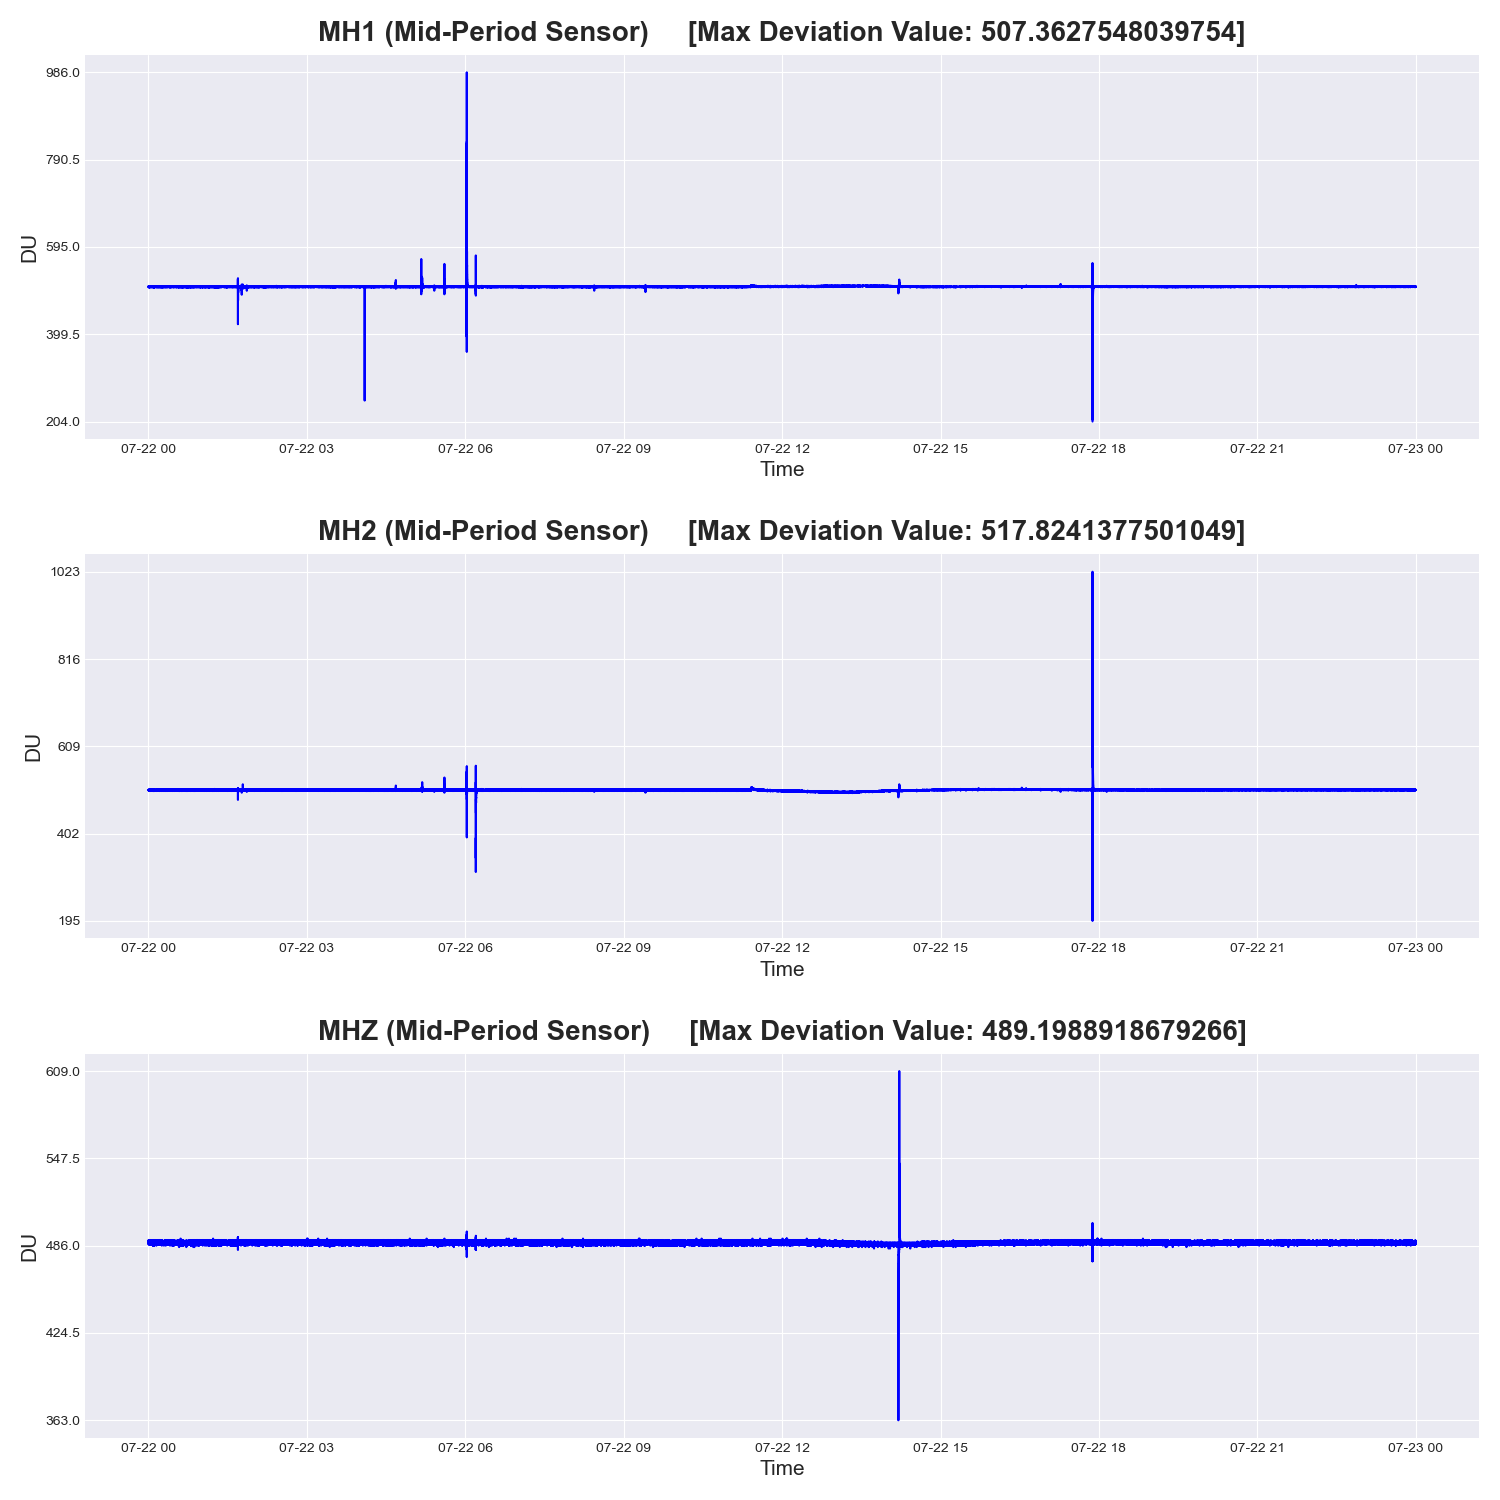 MH1 (Mid-Period Sensor) [Max Deviation Value: 507.3627548039754]
986.0
790.5
595.0
399.5
204.0
DU
07-22 00 07-22 03 07-22 06 07-22 09 07-22 12 07-22 15 07-22 18 07-22 21 07-23 00
Time
MH2 (Mid-Period Sensor) [Max Deviation Value: 517.8241377501049]
1023
816
609
402
195
DU
07-22 00 07-22 03 07-22 06 07-22 09 07-22 12 07-22 15 07-22 18 07-22 21 07-23 00
Time
MHZ (Mid-Period Sensor) [Max Deviation Value: 489.1988918679266]
609.0
547.5
486.0
424.5
363.0
DU
07-22 00 07-22 03 07-22 06 07-22 09 07-22 12 07-22 15 07-22 18 07-22 21 07-23 00
Time